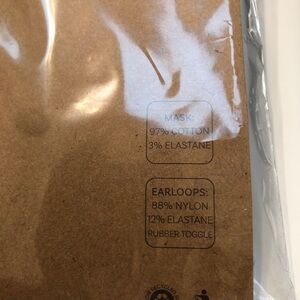 MASK:
97% COTTON
3% ELASTANE
EARLOOPS:
88% NYLON
12% ELASTANE
RUBBER TOGGLE